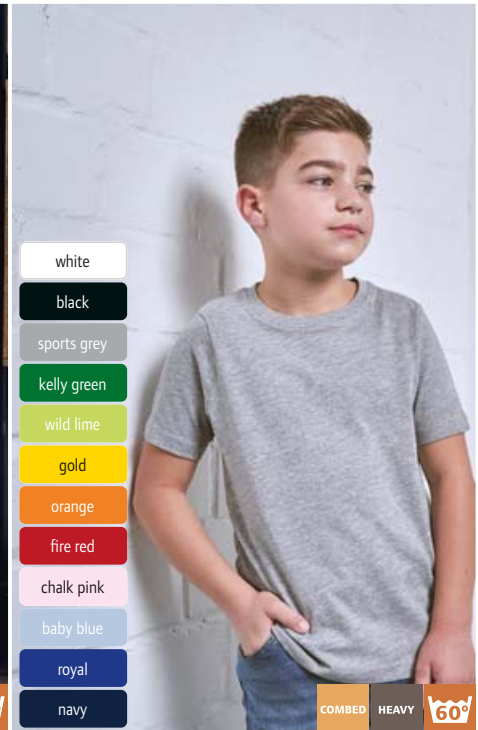 white
black
sports grey
kelly green
wild lime
gold
orange
fire red
chalk pink
baby blue
royal
navy
COMBED HEAVY 60°